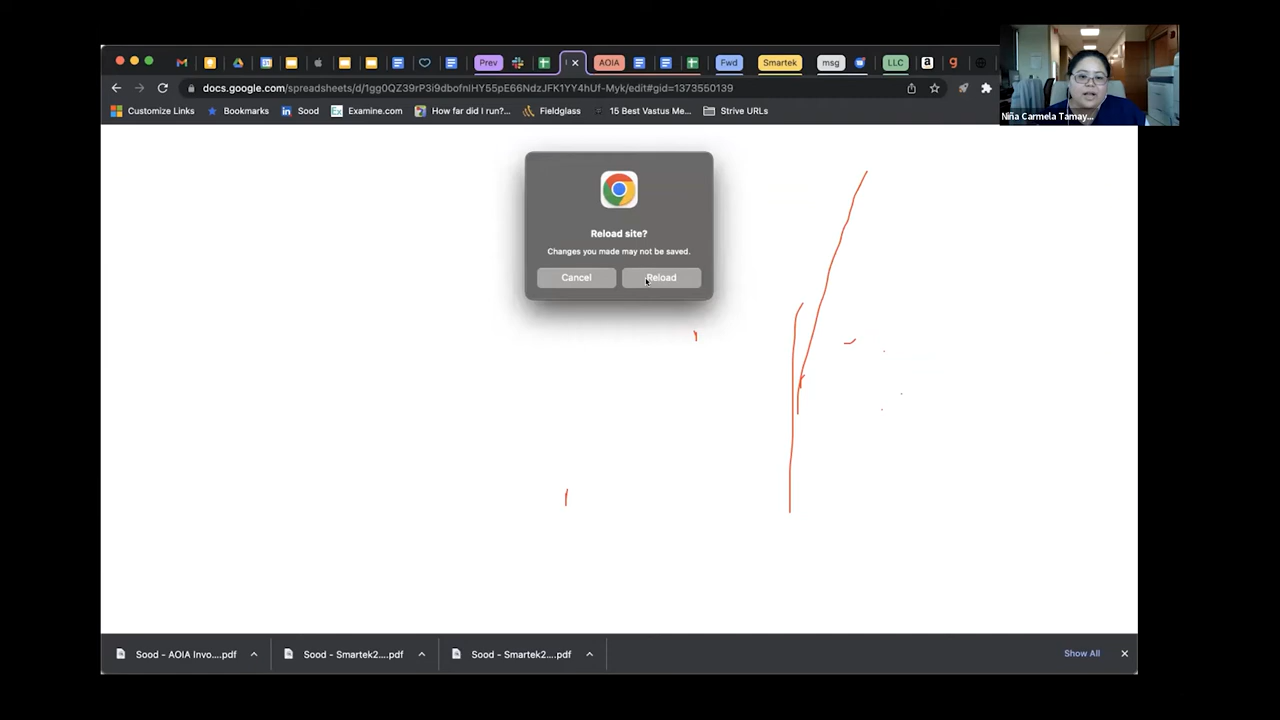 Prev
AOIA
Fwd
Smartek
msg
LLC
docs.google.com/spreadsheets/d/1gg0QZ39rP3i9dbofnIHY55pE66NdzJFK1YY4hUf-Myk/edit#gid=1373550139
Customize Links Bookmarks Sood Examine.com How far did I run?... Fieldglass 15 Best Vastus Me... Strive URLs
Niña Carmela Tamay...
Reload site?
Changes you made may not be saved.
Cancel Reload
Sood - AOIA Invo....pdf Sood - Smartek2....pdf Sood - Smartek2....pdf Show All